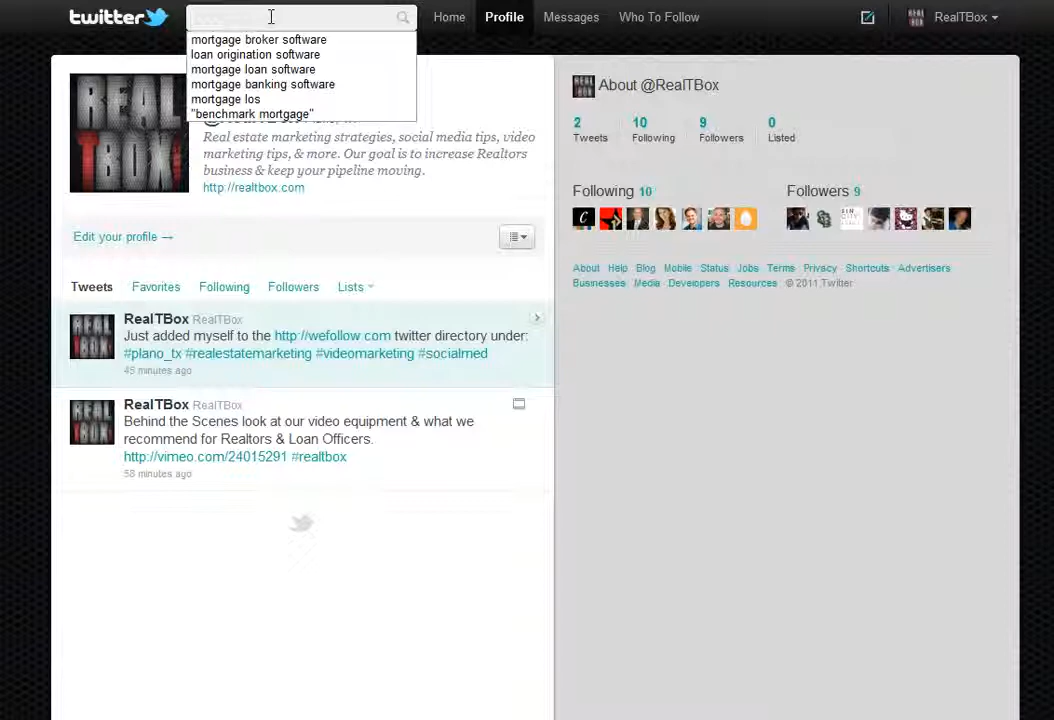 twitter
Home
Profile
Messages
Who To Follow
RealTBox
mortgage broker software
loan origination software
mortgage loan software
mortgage banking software
mortgage los
"benchmark mortgage"
REAL
TBOX
Real estate marketing strategies, social media tips, video
marketing tips, & more. Our goal is to increase Realtors
business & keep your pipeline moving.
http://realtbox.com
Edit your profile →
Tweets Favorites Following Followers Lists
RealTBox RealTBox
Just added myself to the http://wefollow.com twitter directory under:
#plano_tx #realestatemarketing #videomarketing #socialmed
45 minutes ago
RealTBox RealTBox
Behind the Scenes look at our video equipment & what we
recommend for Realtors & Loan Officers.
http://vimeo.com/24015291 #realtbox
58 minutes ago
About @RealTBox
2 10 9 0
Tweets Following Followers Listed
Following 10
Followers 9
About Help Blog Mobile Status Jobs Terms Privacy Shortcuts Advertisers
Businesses Media Developers Resources © 2011 Twitter